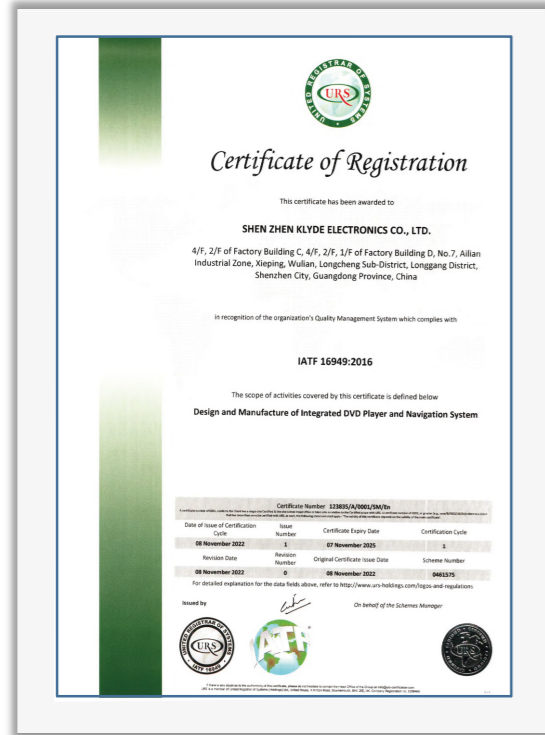 UNITED REGISTRAR OF SYSTEMS
URS
Certificate of Registration
This certificate has been awarded to
SHEN ZHEN KLYDE ELECTRONICS CO., LTD.
4/F, 2/F of Factory Building C, 4/F, 2/F, 1/F of Factory Building D, No.7, Ailian
Industrial Zone, Xieping, Wulian, Longcheng Sub-District, Longgang District,
Shenzhen City, Guangdong Province, China
in recognition of the organization's Quality Management System which complies with
IATF 16949:2016
The scope of activities covered by this certificate is defined below
Design and Manufacture of Integrated DVD Player and Navigation System
Certificate Number 123835/A/0001/SM/En
Date of Issue of Certification Cycle
Issue Number
Certificate Expiry Date
Certification Cycle
08 November 2022
1
07 November 2025
1
Revision Date
Revision Number
Original Certificate Issue Date
Scheme Number
08 November 2022
0
08 November 2022
0461575
For detailed explanation for the data fields above, refer to http://www.urs-holdings.com/logos-and-regulations
Issued by
On behalf of the Schemes Manager
UNITED REGISTRAR OF SYSTEMS
URS
IATF 16949
IATF
URS